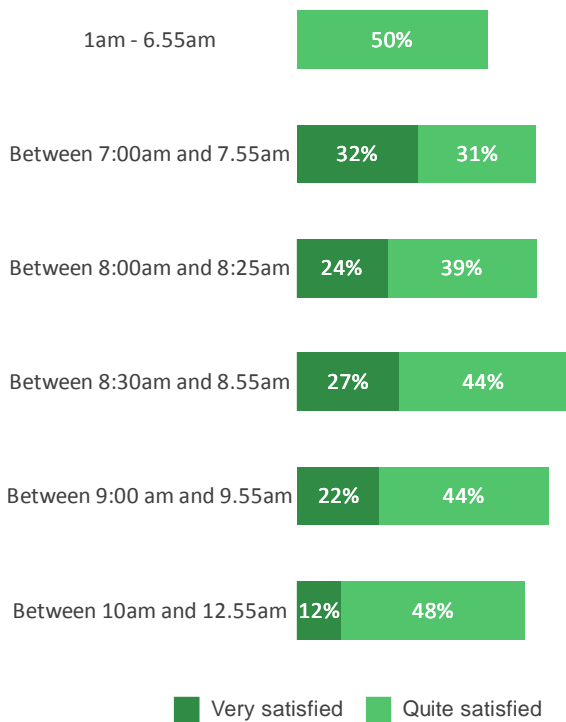 1am - 6.55am 50%
Between 7:00am and 7.55am 32% 31%
Between 8:00am and 8:25am 24% 39%
Between 8:30am and 8.55am 27% 44%
Between 9:00 am and 9.55am 22% 44%
Between 10am and 12.55am 12% 48%
Very satisfied Quite satisfied